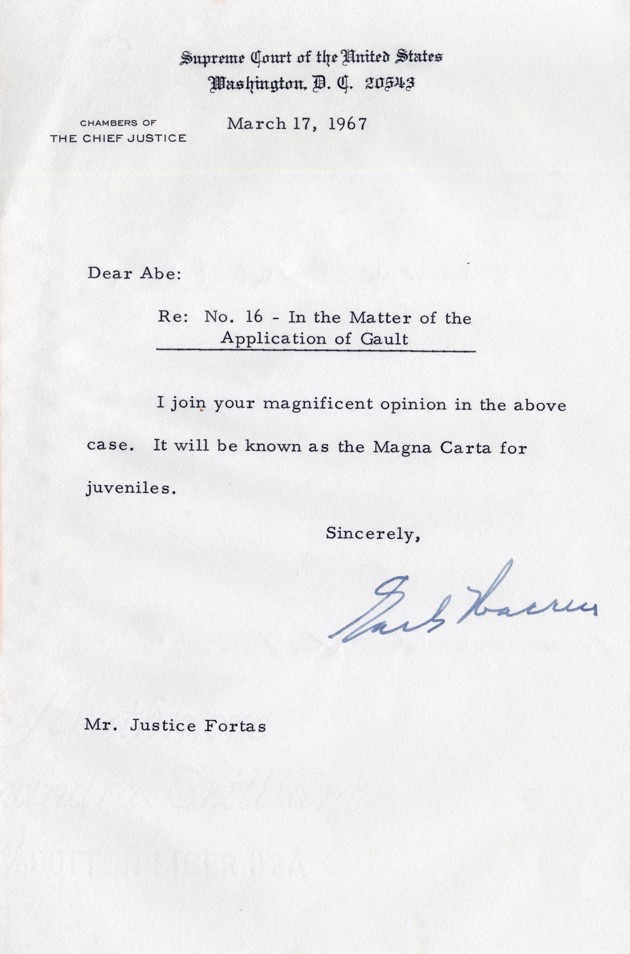 Supreme Court of the United States
Washington, D. C. 20543
CHAMBERS OF
THE CHIEF JUSTICE
March 17, 1967
Dear Abe:
Re: No. 16 - In the Matter of the
Application of Gault
I join your magnificent opinion in the above
case. It will be known as the Magna Carta for
juveniles.
Sincerely,
Earl Warren
Mr. Justice Fortas